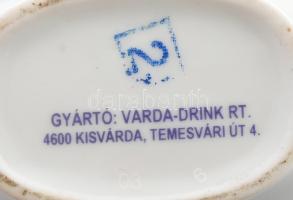 2
GYÁRTÓ: VARDA-DRINK RT.
4600 KISVÁRDA, TEMESVÁRI ÚT 4.